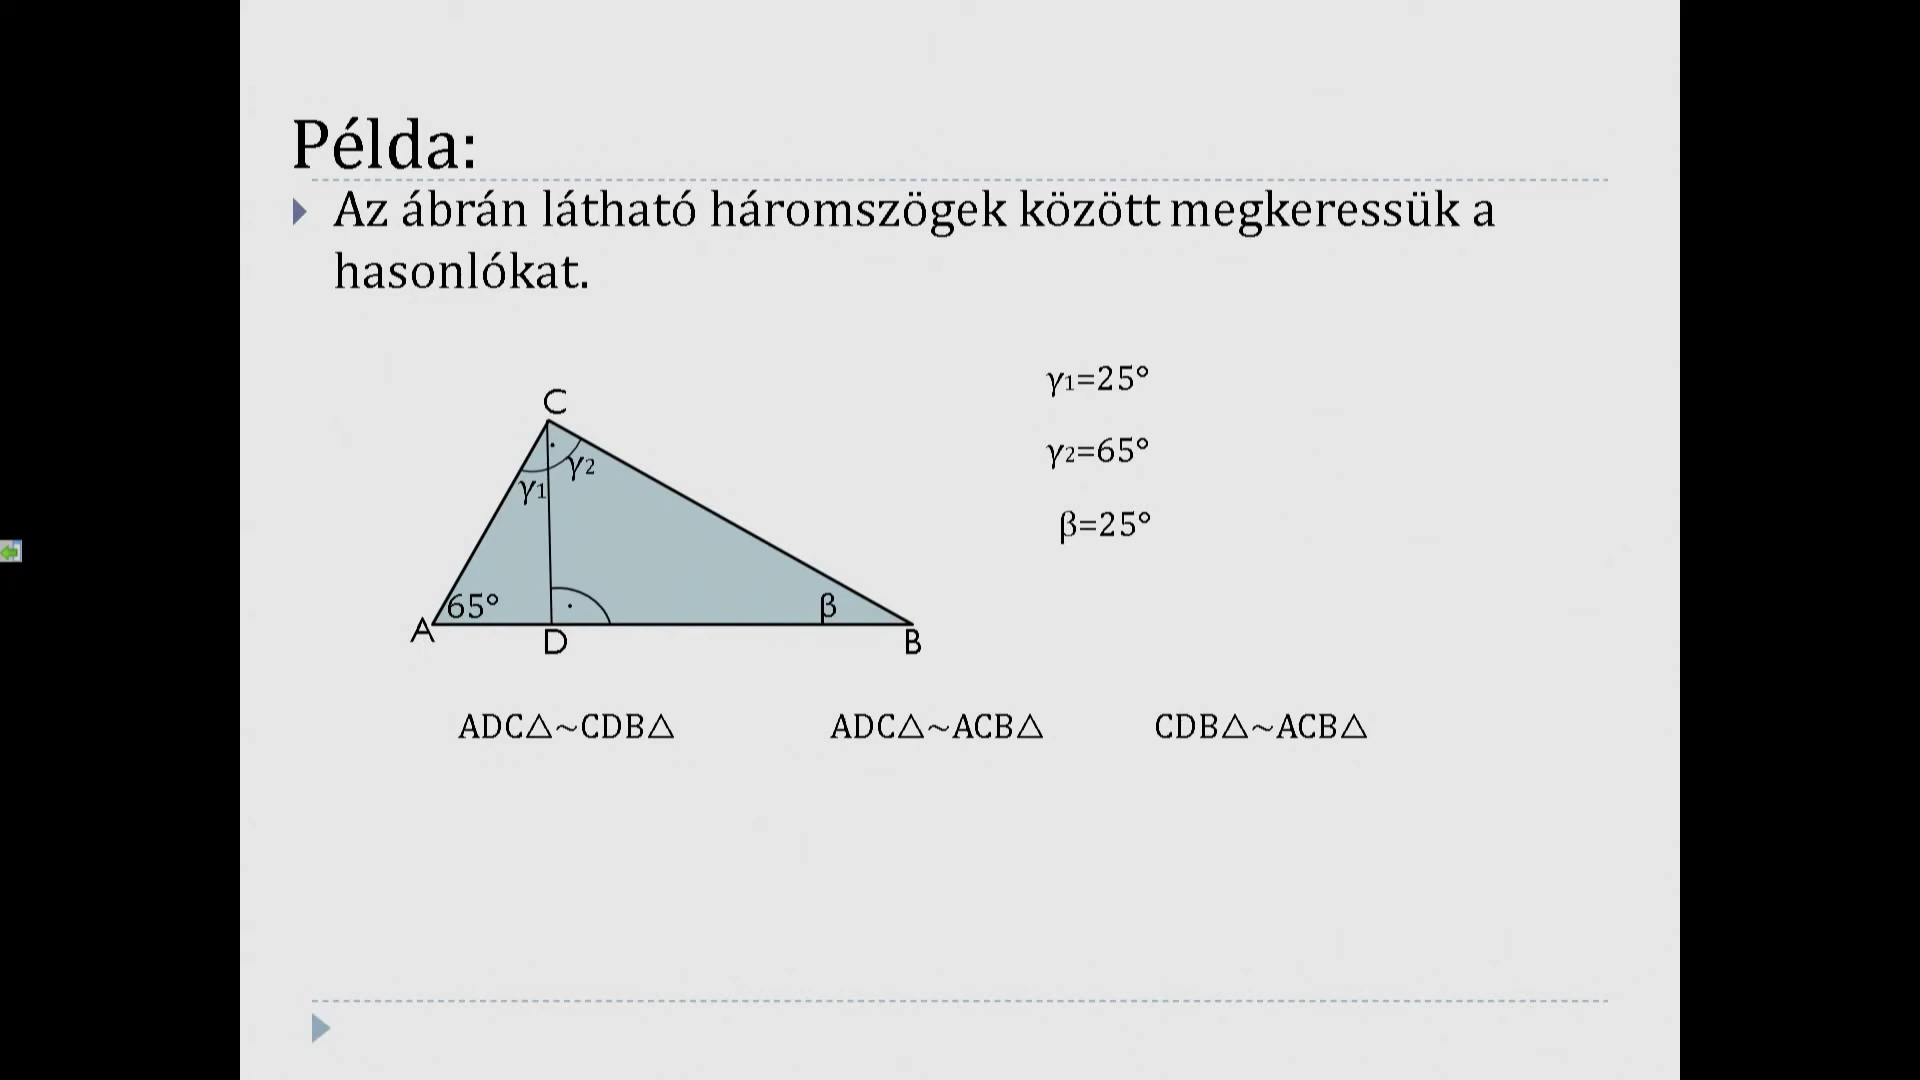 Példa:
Az ábrán látható háromszögek között megkeressük a
hasonlókat.
γ1=25°
C
γ2=65°
γ2
γ1
β=25°
65°
β
A
D
B
ADC△~CDB△
ADC△~ACB△
CDB△~ACB△